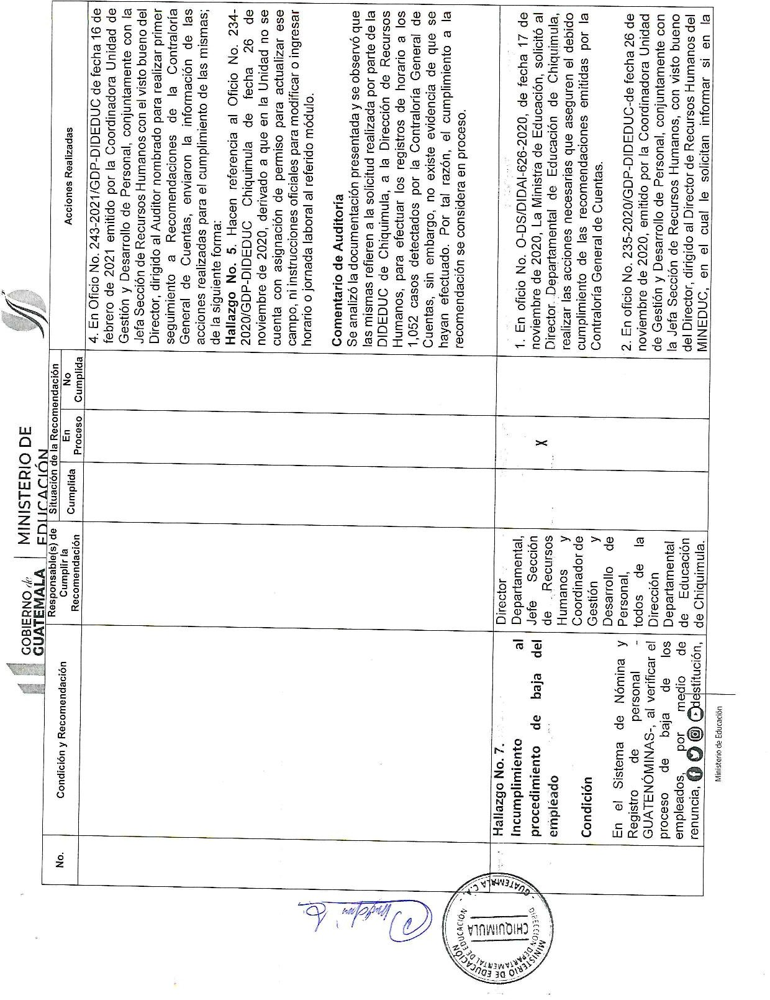 GOBIERNO de
GUATEMALA
MINISTERIO DE
EDUCACIÓN
No.
Condición y Recomendación
Responsable(s) de
Cumplir la
Recomendación
Situación de la Recomendación
Cumplida
En
Proceso
No
Cumplida
Acciones Realizadas
4. En Oficio No. 243-2021/GDP-DIDEDUC de fecha 16 de
febrero de 2021 emitido por la Coordinadora Unidad de
Gestión y Desarrollo de Personal, conjuntamente con la
Jefa Sección de Recursos Humanos con el visto bueno del
Director, dirigido al Auditor nombrado para realizar primer
seguimiento a Recomendaciones de la Contraloría
General de Cuentas, enviaron la información de las
acciones realizadas para el cumplimiento de las mismas;
de la siguiente forma:
Hallazgo No. 5. Hacen referencia al Oficio No. 234-
2020/GDP-DIDEDUC Chiquimula de fecha 26 de
noviembre de 2020, derivado a que en la Unidad no se
cuenta con asignación de permiso para actualizar ese
campo, ni instrucciones oficiales para modificar o ingresar
horario o jornada laboral al referido módulo.
Comentario de Auditoría
Se analizó la documentación presentada y se observó que
las mismas refieren a la solicitud realizada por parte de la
DIDEDUC de Chiquimula, a la Dirección de Recursos
Humanos, para efectuar los registros de horario a los
1,052 casos detectados por la Contraloría General de
Cuentas, sin embargo, no existe evidencia de que se
hayan efectuado. Por tal razón, el cumplimiento a la
recomendación se considera en proceso.
Hallazgo No. 7.
Incumplimiento al
procedimiento de baja del
empleado
Condición
En el Sistema de Nómina y
Registro de personal -
GUATENÓMINAS-, al verificar el
proceso de baja de los
empleados, por medio de
renuncia, destitución,
Director
Departamental,
Jefe Sección
de Recursos
Humanos y
Coordinador de
Gestión y
Desarrollo de
Personal,
todos de la
Dirección
Departamental
de Educación
de Chiquimula.
X
1. En oficio No. O-DS/DIDAI-626-2020, de fecha 17 de
noviembre de 2020, La Ministra de Educación, solicitó al
Director Departamental de Educación de Chiquimula,
realizar las acciones necesarias que aseguren el debido
cumplimiento de las recomendaciones emitidas por la
Contraloría General de Cuentas.
2. En oficio No. 235-2020/GDP-DIDEDUC-de fecha 26 de
noviembre de 2020, emitido por la Coordinadora Unidad
de Gestión y Desarrollo de Personal, conjuntamente con
la Jefa Sección de Recursos Humanos, con visto bueno
del Director, dirigido al Director de Recursos Humanos del
MINEDUC, en el cual le solicitan informar si en la
Ministerio de Educación
MINISTERIO DE EDUCACIÓN
DIRECCIÓN DEPARTAMENTAL DE EDUCACIÓN
CHIQUIMULA
- GUATEMALA C.A. -